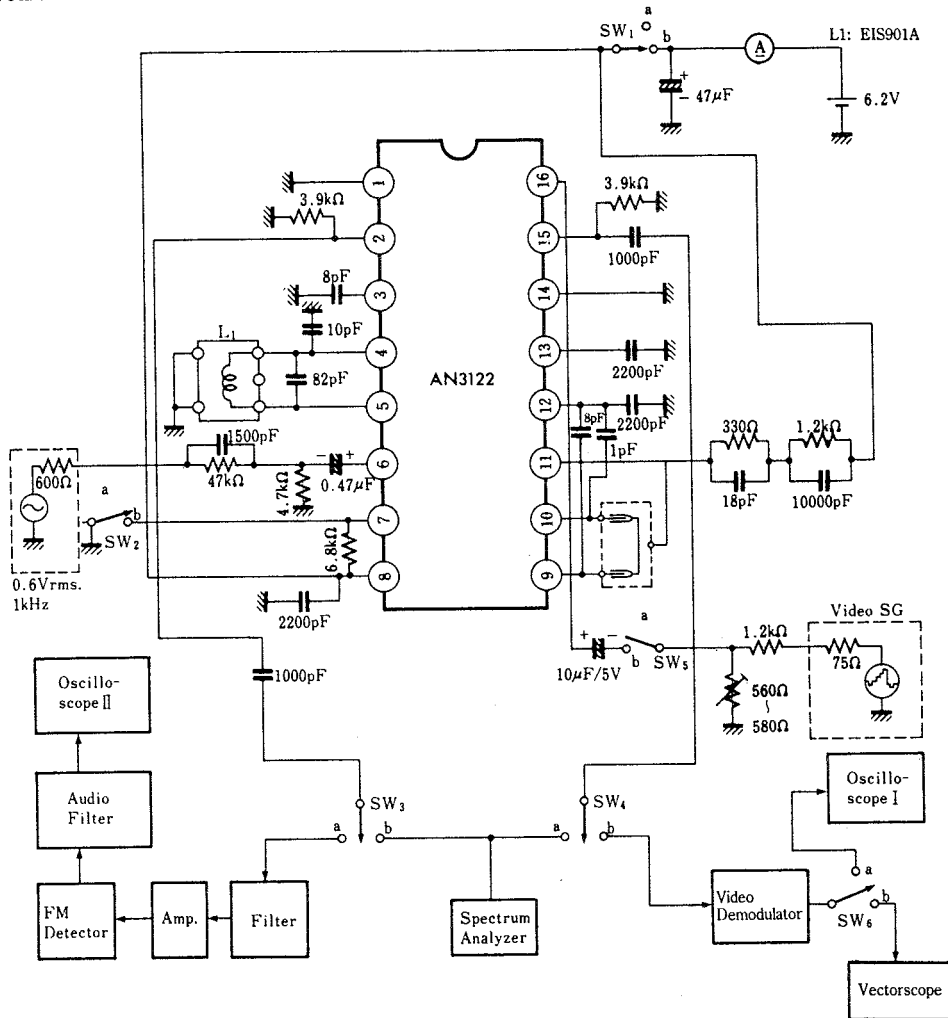 a
SW1
b
A
L1: EIS901A
+
- 47μF
6.2V
1
16
3.9kΩ
3.9kΩ
2
15
1000pF
8pF
3
14
10pF
L1
4
13
82pF
2200pF
AN3122
5
12
8pF
2200pF
330Ω
1.2kΩ
1500pF
1pF
600Ω
- +
6
11
47kΩ
0.47μF
18pF
10000pF
a
4.7kΩ
b
7
10
SW2
6.8kΩ
8
9
0.6Vrms.
1kHz
2200pF
a
Video SG
+ -
b
SW5
1.2kΩ
75Ω
1000pF
10μF/5V
Oscillo-
scope II
560Ω
~
580Ω
Oscillo-
scope I
Audio
Filter
SW3
SW4
a
b
a
b
a
FM
Detector
Amp.
Filter
Spectrum
Analyzer
Video
Demodulator
b
SW6
Vectorscope